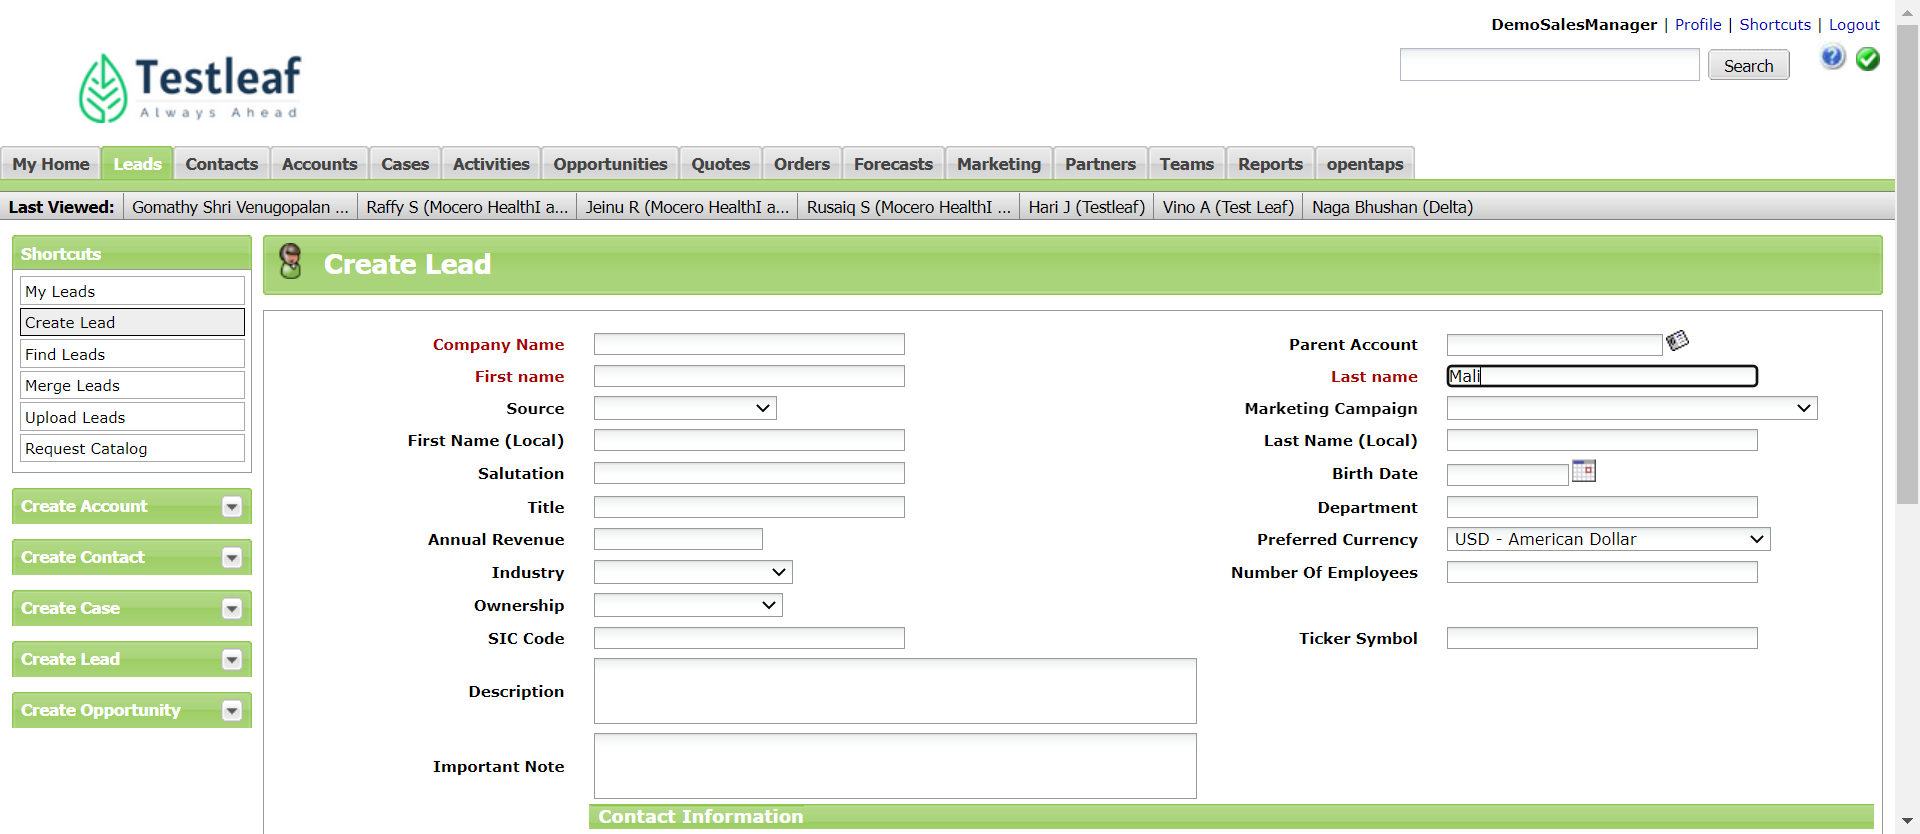 DemoSalesManager | Profile | Shortcuts | Logout
Search
Testleaf
Always Ahead
My Home Leads Contacts Accounts Cases Activities Opportunities Quotes Orders Forecasts Marketing Partners Teams Reports opentaps
Last Viewed: Gomathy Shri Venugopalan ... Raffy S (Mocero HealthI a... Jeinu R (Mocero HealthI a... Rusaiq S (Mocero HealthI ... Hari J (Testleaf) Vino A (Test Leaf) Naga Bhushan (Delta)
Shortcuts
My Leads
Create Lead
Find Leads
Merge Leads
Upload Leads
Request Catalog
Create Account
Create Contact
Create Case
Create Lead
Create Opportunity
Create Lead
Company Name Parent Account
First name Last name Mali
Source Marketing Campaign
First Name (Local) Last Name (Local)
Salutation Birth Date
Title Department
Annual Revenue Preferred Currency USD - American Dollar
Industry Number Of Employees
Ownership
SIC Code Ticker Symbol
Description
Important Note
Contact Information